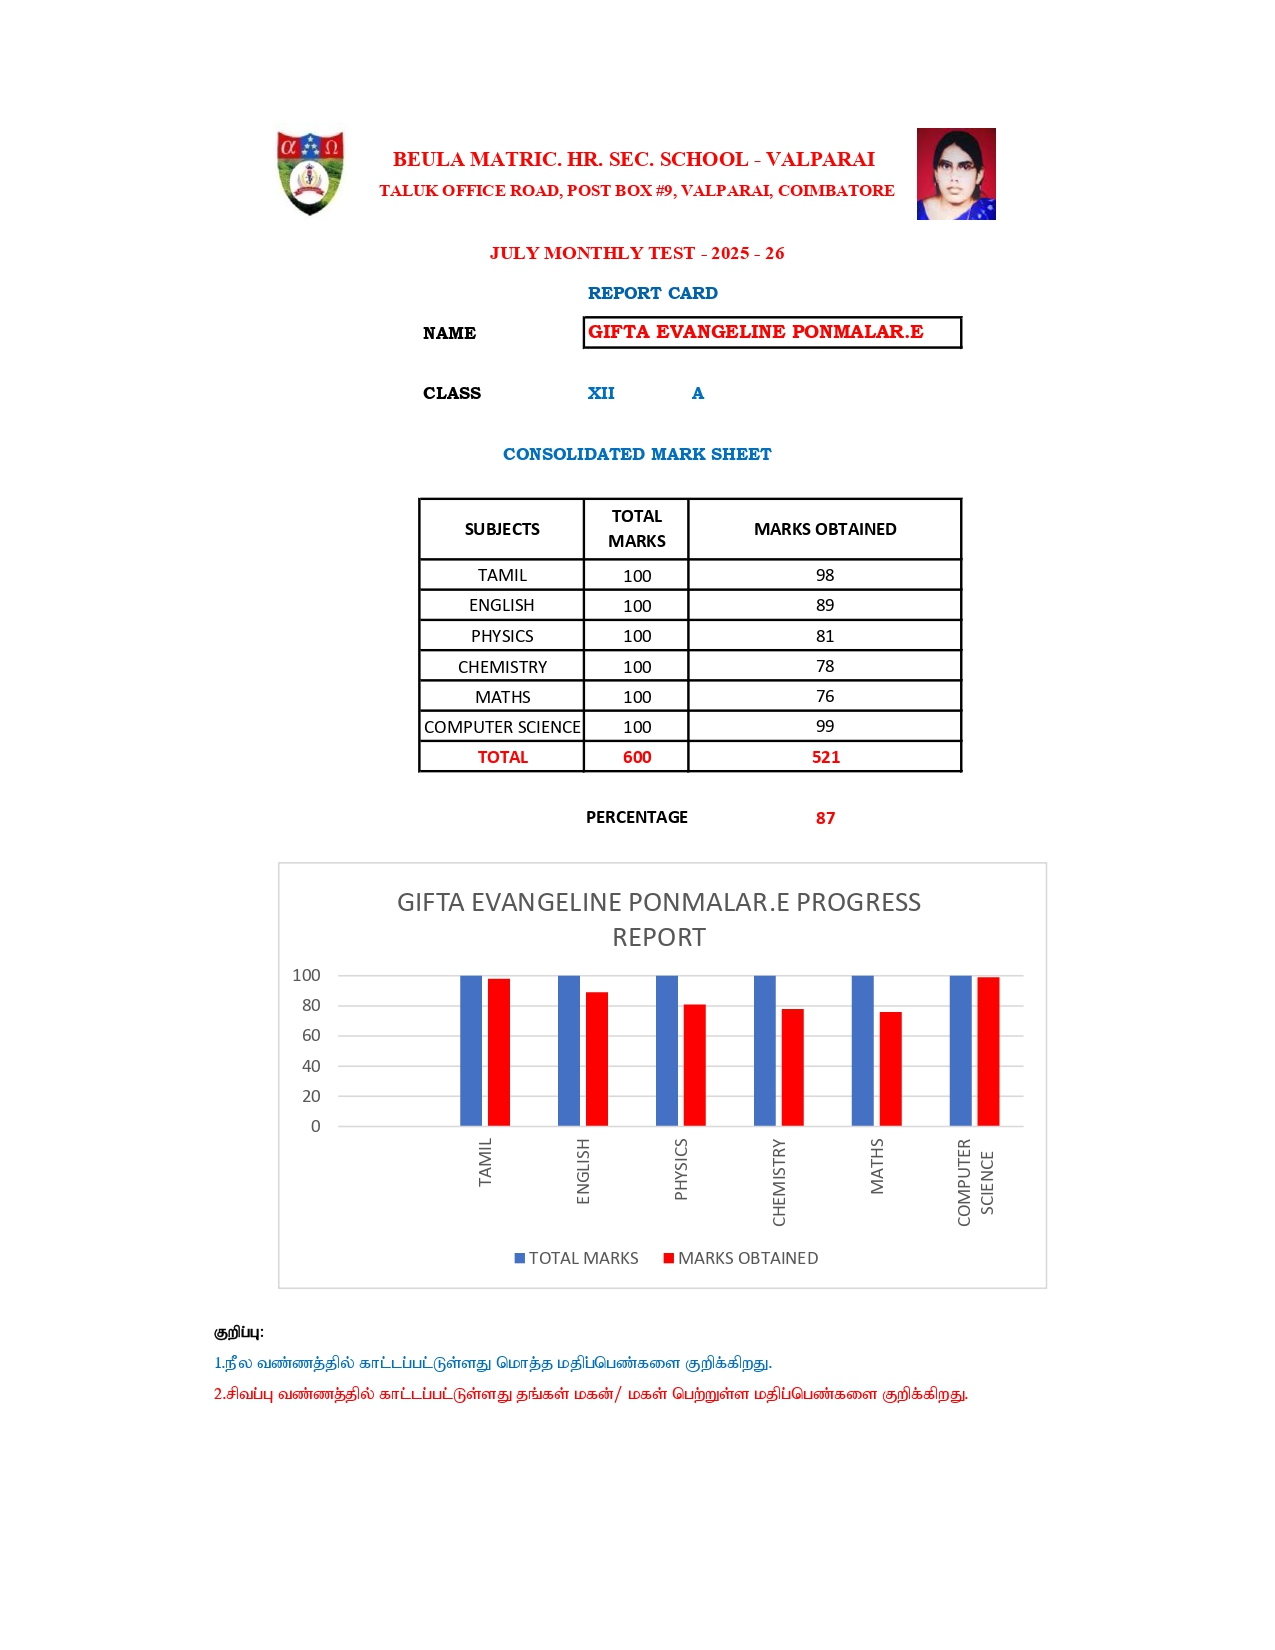 α Ω
BEULA MATRIC. HR. SEC. SCHOOL - VALPARAI
TALUK OFFICE ROAD, POST BOX #9, VALPARAI, COIMBATORE
JULY MONTHLY TEST - 2025 - 26
REPORT CARD
NAME GIFTA EVANGELINE PONMALAR.E
CLASS XII A
CONSOLIDATED MARK SHEET
SUBJECTS TOTAL MARKS MARKS OBTAINED
TAMIL 100 98
ENGLISH 100 89
PHYSICS 100 81
CHEMISTRY 100 78
MATHS 100 76
COMPUTER SCIENCE 100 99
TOTAL 600 521
PERCENTAGE 87
GIFTA EVANGELINE PONMALAR.E PROGRESS
REPORT
100
80
60
40
20
0
TAMIL ENGLISH PHYSICS CHEMISTRY MATHS COMPUTER SCIENCE
TOTAL MARKS MARKS OBTAINED
குறிப்பு:
1.நீல வண்ணத்தில் காட்டப்பட்டுள்ளது மொத்த மதிப்பெண்களை குறிக்கிறது.
2.சிவப்பு வண்ணத்தில் காட்டப்பட்டுள்ளது தங்கள் மகன்/ மகள் பெற்றுள்ள மதிப்பெண்களை குறிக்கிறது.